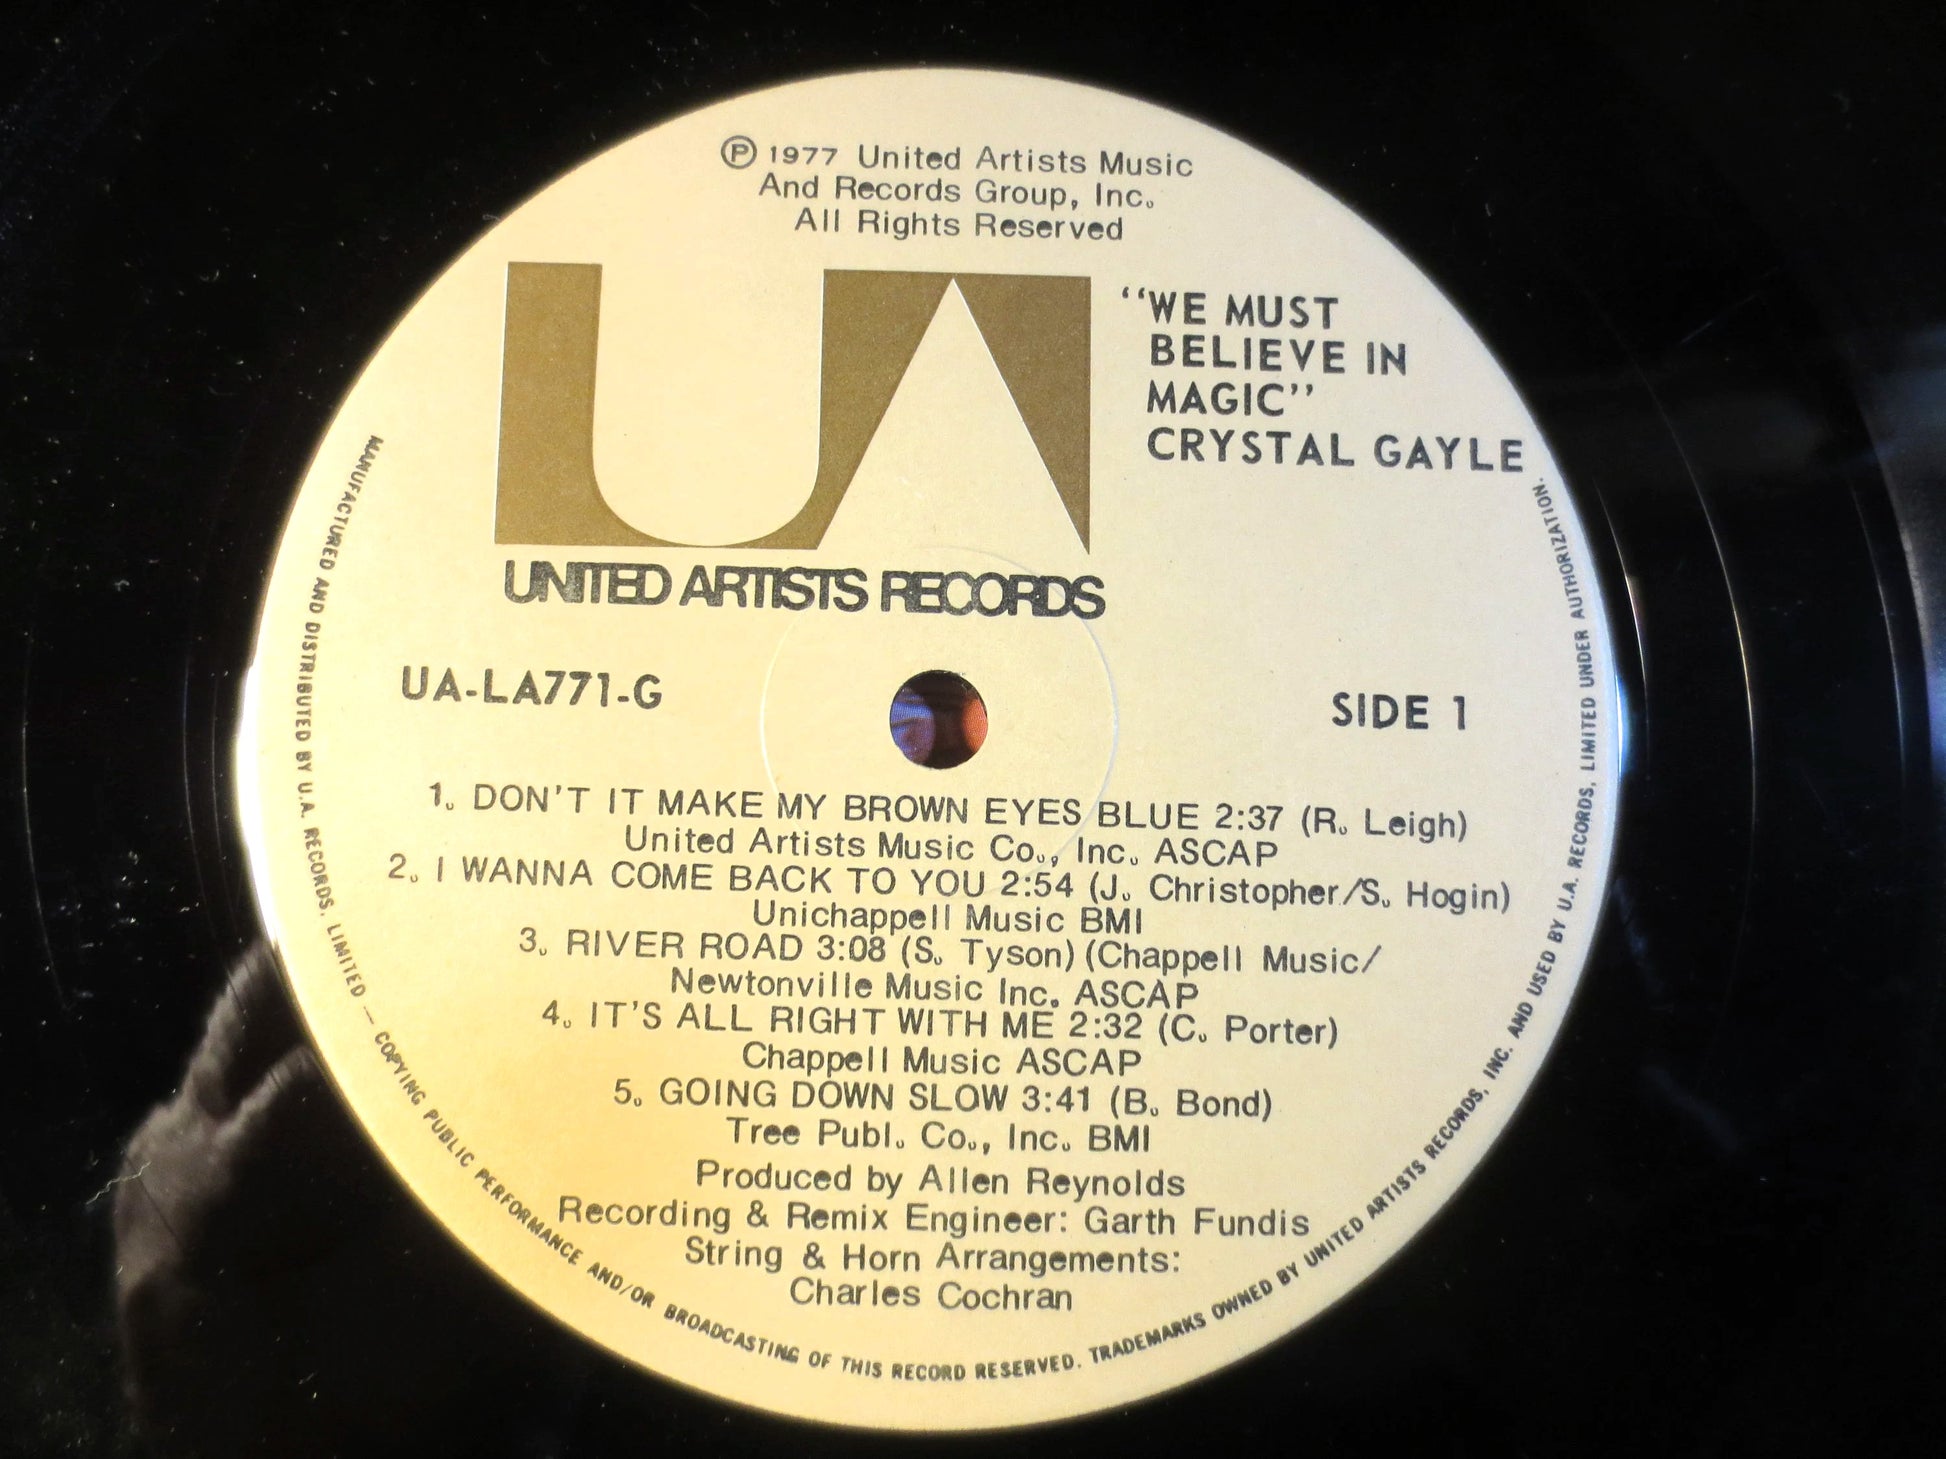 Ⓟ 1977 United Artists Music
And Records Group, Inc.
All Rights Reserved
UA
"WE MUST
BELIEVE IN
MAGIC"
CRYSTAL GAYLE
UNITED ARTISTS RECORDS
UA-LA771-G
SIDE 1
1. DON'T IT MAKE MY BROWN EYES BLUE 2:37 (R. Leigh)
United Artists Music Co., Inc. ASCAP
2. I WANNA COME BACK TO YOU 2:54 (J. Christopher/S. Hogin)
Unichappell Music BMI
3. RIVER ROAD 3:08 (S. Tyson) (Chappell Music/
Newtonville Music Inc. ASCAP
4. IT'S ALL RIGHT WITH ME 2:32 (C. Porter)
Chappell Music ASCAP
5. GOING DOWN SLOW 3:41 (B. Bond)
Tree Publ. Co., Inc. BMI
Produced by Allen Reynolds
Recording & Remix Engineer: Garth Fundis
String & Horn Arrangements:
Charles Cochran
MANUFACTURED AND DISTRIBUTED BY U.A. RECORDS, LIMITED — COPYING PUBLIC PERFORMANCE AND/OR BROADCASTING OF THIS RECORD RESERVED. TRADEMARKS OWNED BY UNITED ARTISTS RECORDS, INC. AND USED BY U.A. RECORDS, LIMITED UNDER AUTHORIZATION.